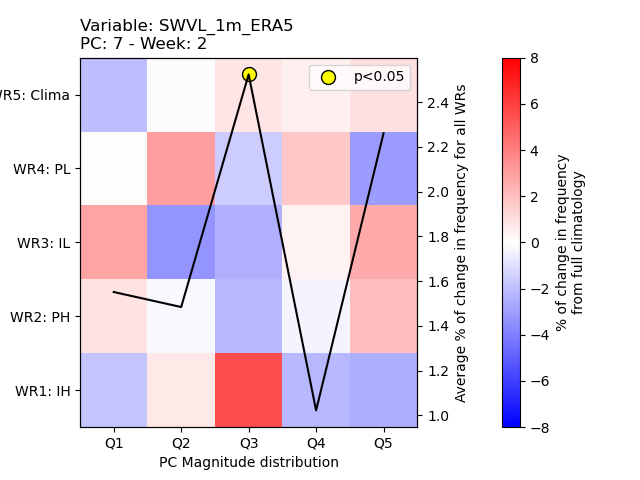 Variable: SWVL_1m_ERA5
PC: 7 - Week: 2
p<0.05
R5: Clima
WR4: PL
WR3: IL
WR2: PH
WR1: IH
Q1 Q2 Q3 Q4 Q5
PC Magnitude distribution
2.4
2.2
2.0
1.8
1.6
1.4
1.2
1.0
Average % of change in frequency for all WRs
8
6
4
2
0
−2
−4
−6
−8
% of change in frequency
from full climatology